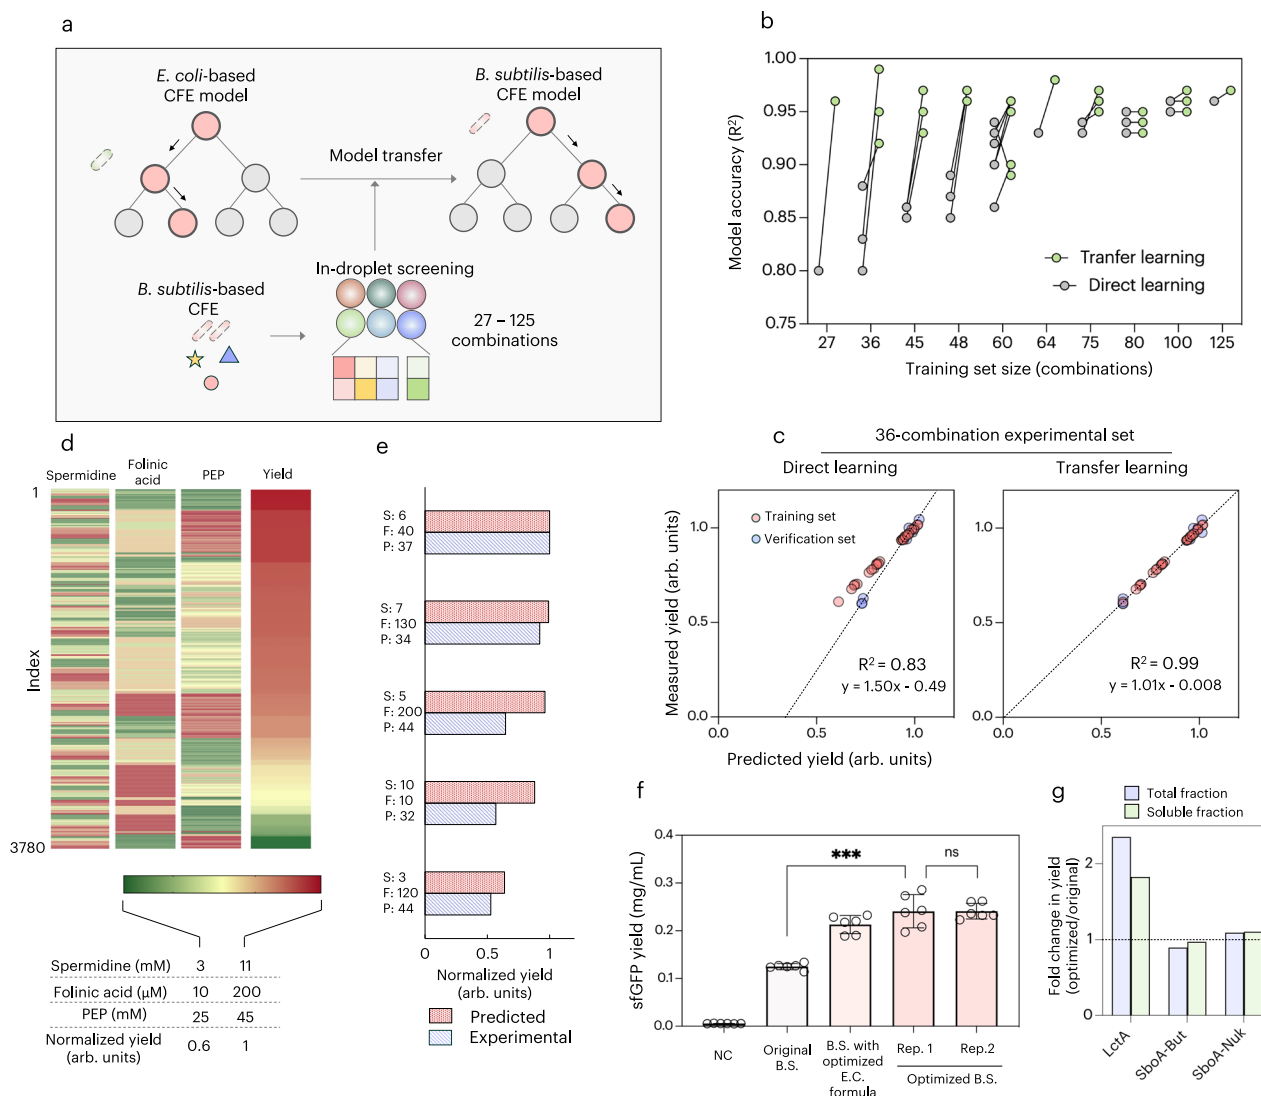 a
E. coli-based
CFE model
B. subtilis-based
CFE model
Model transfer
In-droplet screening
B. subtilis-based
CFE
27 – 125
combinations
b
Model accuracy (R²)
1.00
0.95
0.90
0.85
0.80
0.75
Tranfer learning
Direct learning
27 36 45 48 60 64 75 80 100 125
Training set size (combinations)
c
36-combination experimental set
Direct learning
Transfer learning
Measured yield (arb. units)
1.0
0.5
0.0
Training set
Verification set
R² = 0.83
y = 1.50x - 0.49
0.0 0.5 1.0
Predicted yield (arb. units)
1.0
0.5
0.0
R² = 0.99
y = 1.01x - 0.008
0.0 0.5 1.0
d
Spermidine
Folinic
acid
PEP
Yield
Index
1
3780
Spermidine (mM) 3 11
Folinic acid (µM) 10 200
PEP (mM) 25 45
Normalized yield
(arb. units) 0.6 1
e
S: 6
F: 40
P: 37
S: 7
F: 130
P: 34
S: 5
F: 200
P: 44
S: 10
F: 10
P: 32
S: 3
F: 120
P: 44
0 0.5 1
Normalized yield
(arb. units)
Predicted
Experimental
f
sfGFP yield (mg/mL)
0.4
0.3
0.2
0.1
0.0
***
ns
NC
Original
B.S.
B.S. with
optimized
E.C.
formula
Rep. 1
Rep.2
Optimized B.S.
g
Total fraction
Soluble fraction
Fold change in yield
(optimized/original)
2
1
0
LctA
SboA-But
SboA-Nuk